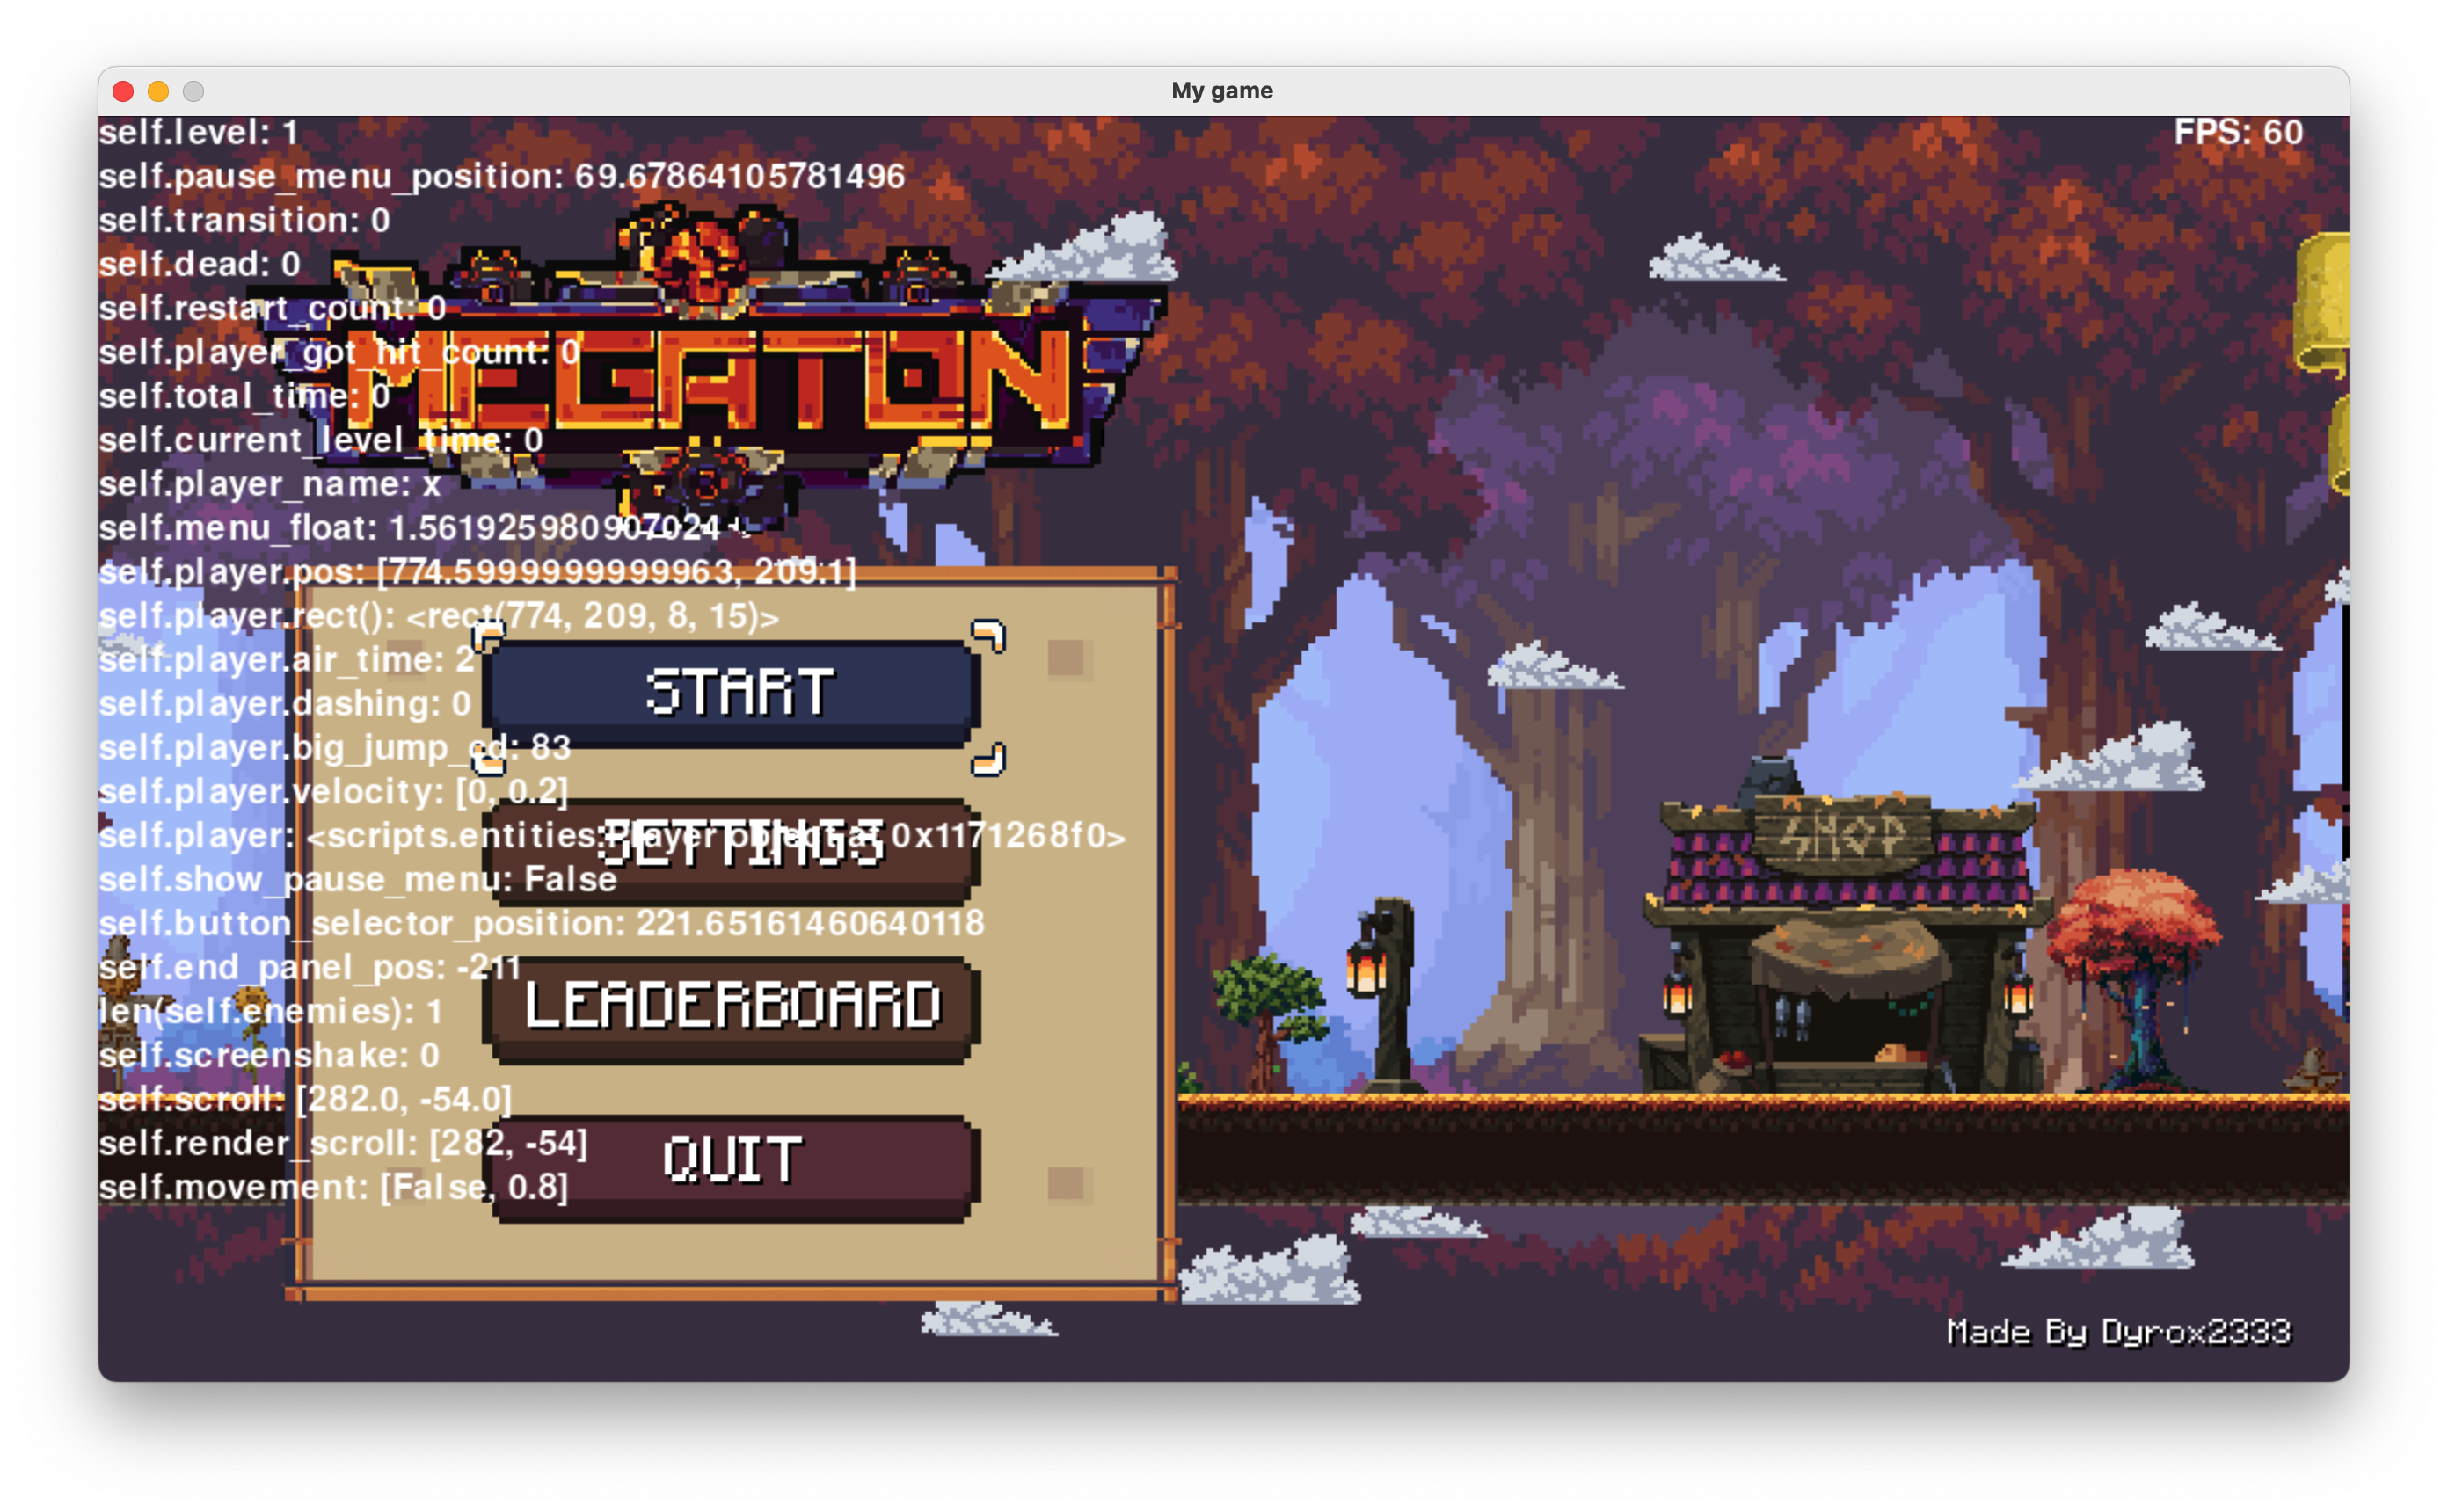 My game
self.level: 1
FPS: 60
self.pause_menu_position: 69.67864105781496
self.transition: 0
self.dead: 0
self.restart_count: 0
self.player_got_hit_count: 0
MEGATON
self.total_time: 0
self.current_level_time: 0
self.player_name: x
self.menu_float: 1.561925980907024
self.player.pos: [774.5999999999963, 209.1]
self.player.rect(): <rect(774, 209, 8, 15)>
self.player.air_time: 2
START
self.player.dashing: 0
self.player.big_jump_cd: 83
self.player.velocity: [0, 0.2]
self.player: <scripts.entities.Player object at 0x1171268f0>
SETTINGS
SHOP
self.show_pause_menu: False
self.button_selector_position: 221.65161460640118
self.end_panel_pos: -211
len(self.enemies): 1
LEADERBOARD
self.screenshake: 0
self.scroll: [282.0, -54.0]
self.render_scroll: [282, -54]
QUIT
self.movement: [False, 0.8]
Made By Dyrox2333